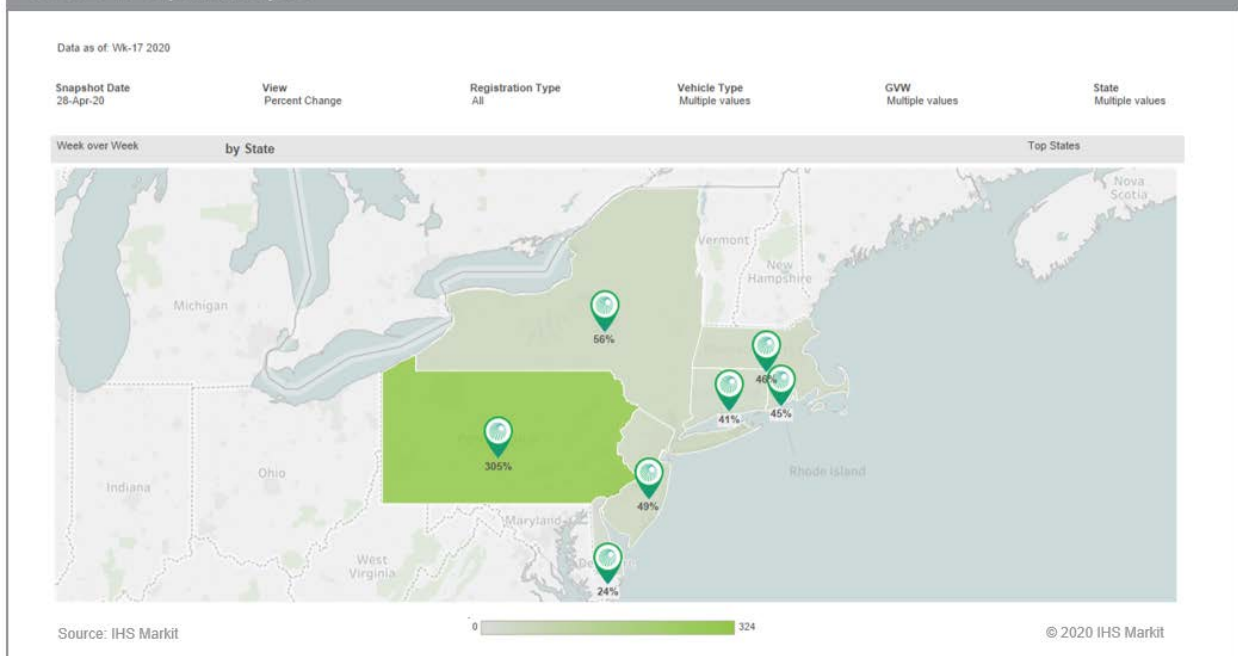 Data as of: Wk-17 2020
Snapshot Date View Registration Type Vehicle Type GVW State
28-Apr-20 Percent Change All Multiple values Multiple values Multiple values
Week over Week by State Top States
Nova
Scotia
Vermont
New
Hampshire
Michigan
56%
46%
41% 45%
305%
Ohio
Rhode island
Indiana
49%
Maryland
West
Virginia
24%
0 324
Source: IHS Markit © 2020 IHS Markit